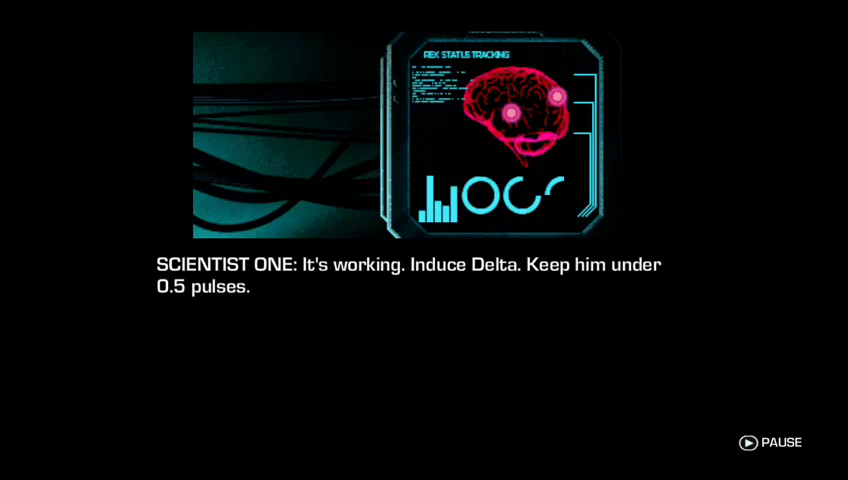 REX STATUS TRACKING
SCIENTIST ONE: It's working. Induce Delta. Keep him under
0.5 pulses.
PAUSE